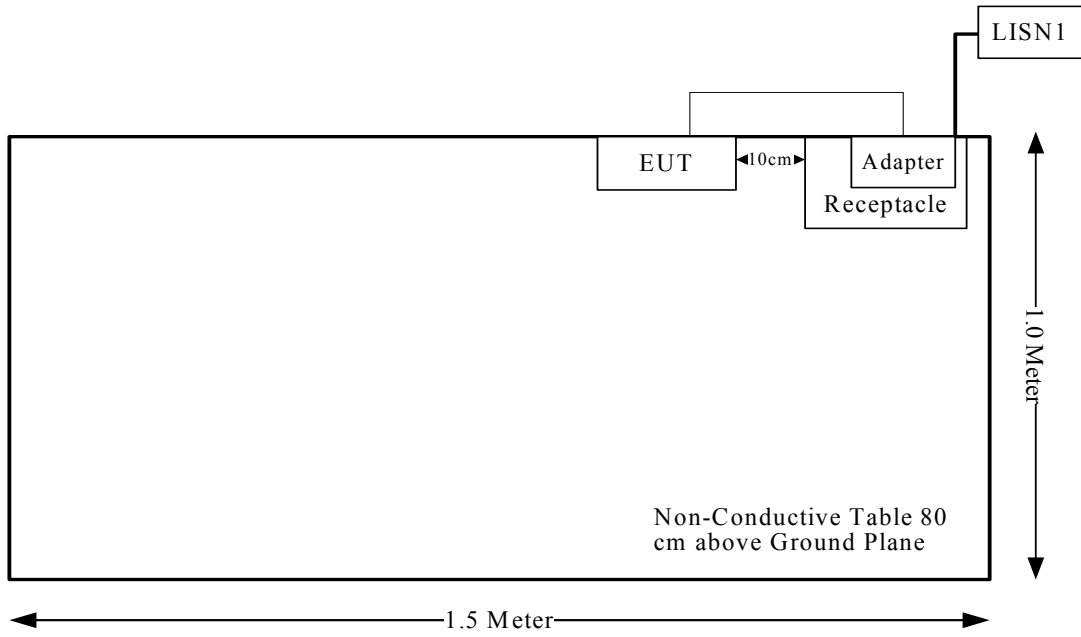 LISN1
EUT
10cm
Adapter
Receptacle
1.0 Meter
Non-Conductive Table 80
cm above Ground Plane
1.5 Meter